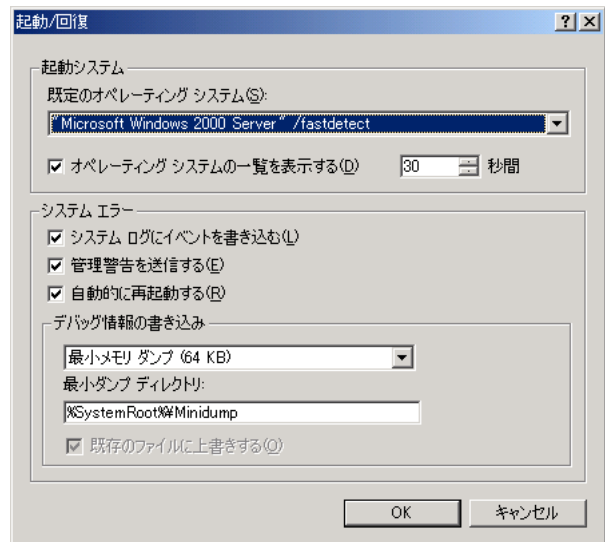 起動/回復
起動システム
既定のオペレーティング システム(S):
"Microsoft Windows 2000 Server" /fastdetect
オペレーティング システムの一覧を表示する(D) 30 秒間
システム エラー
システム ログにイベントを書き込む(L)
管理警告を送信する(E)
自動的に再起動する(R)
デバッグ情報の書き込み
最小メモリ ダンプ (64 KB)
最小ダンプ ディレクトリ:
%SystemRoot%¥Minidump
既存のファイルに上書きする(O)
OK キャンセル